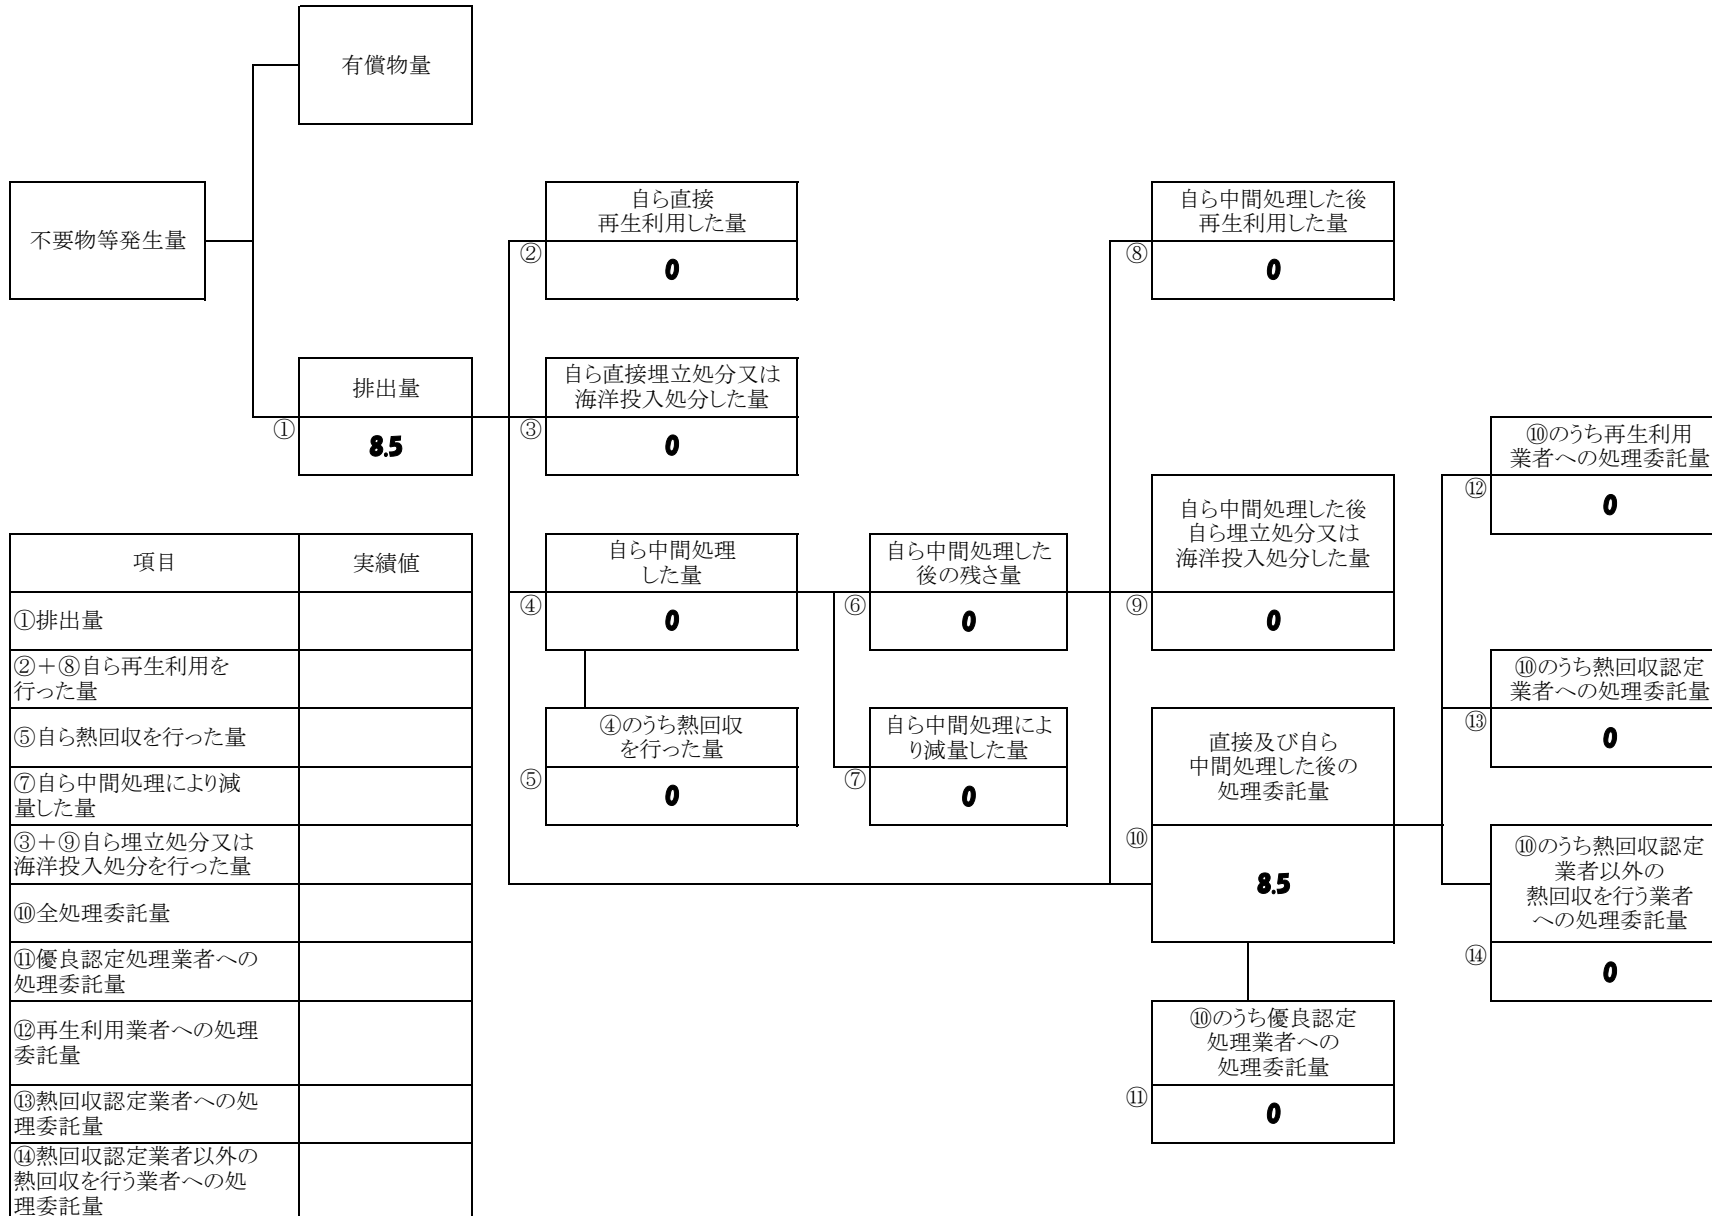 有償物量
不要物等発生量
自ら直接
再生利用した量
②
0
自ら中間処理した後
再生利用した量
⑧
0
排出量
①
8.5
自ら直接埋立処分又は
海洋投入処分した量
③
0
⑩のうち再生利用
業者への処理委託量
⑫
0
自ら中間処理した後
自ら埋立処分又は
海洋投入処分した量
⑨
0
自ら中間処理
した量
④
0
自ら中間処理した
後の残さ量
⑥
0
⑩のうち熱回収認定
業者への処理委託量
⑬
0
④のうち熱回収
を行った量
⑤
0
自ら中間処理によ
り減量した量
⑦
0
直接及び自ら
中間処理した後の
処理委託量
⑩
8.5
⑩のうち熱回収認定
業者以外の
熱回収を行う業者
への処理委託量
⑭
0
⑩のうち優良認定
処理業者への
処理委託量
⑪
0
項目
実績値
①排出量
②+⑧自ら再生利用を
行った量
⑤自ら熱回収を行った量
⑦自ら中間処理により減
量した量
③+⑨自ら埋立処分又は
海洋投入処分を行った量
⑩全処理委託量
⑪優良認定処理業者への
処理委託量
⑫再生利用業者への処理
委託量
⑬熱回収認定業者への処
理委託量
⑭熱回収認定業者以外の
熱回収を行う業者への処
理委託量